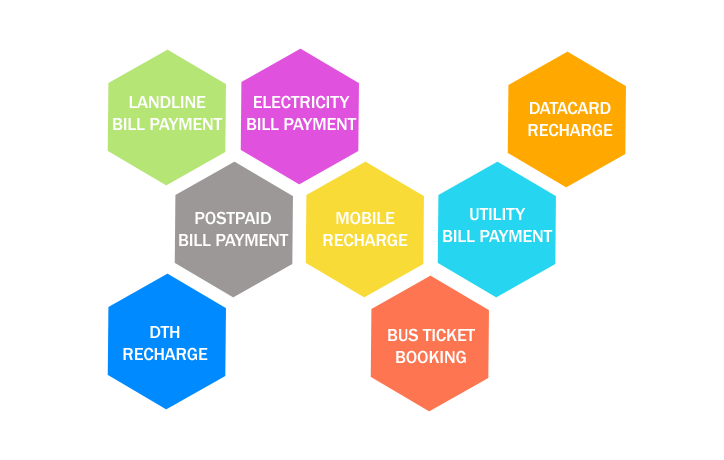 LANDLINE
BILL PAYMENT
ELECTRICITY
BILL PAYMENT
DATACARD
RECHARGE
POSTPAID
BILL PAYMENT
MOBILE
RECHARGE
UTILITY
BILL PAYMENT
DTH
RECHARGE
BUS TICKET
BOOKING